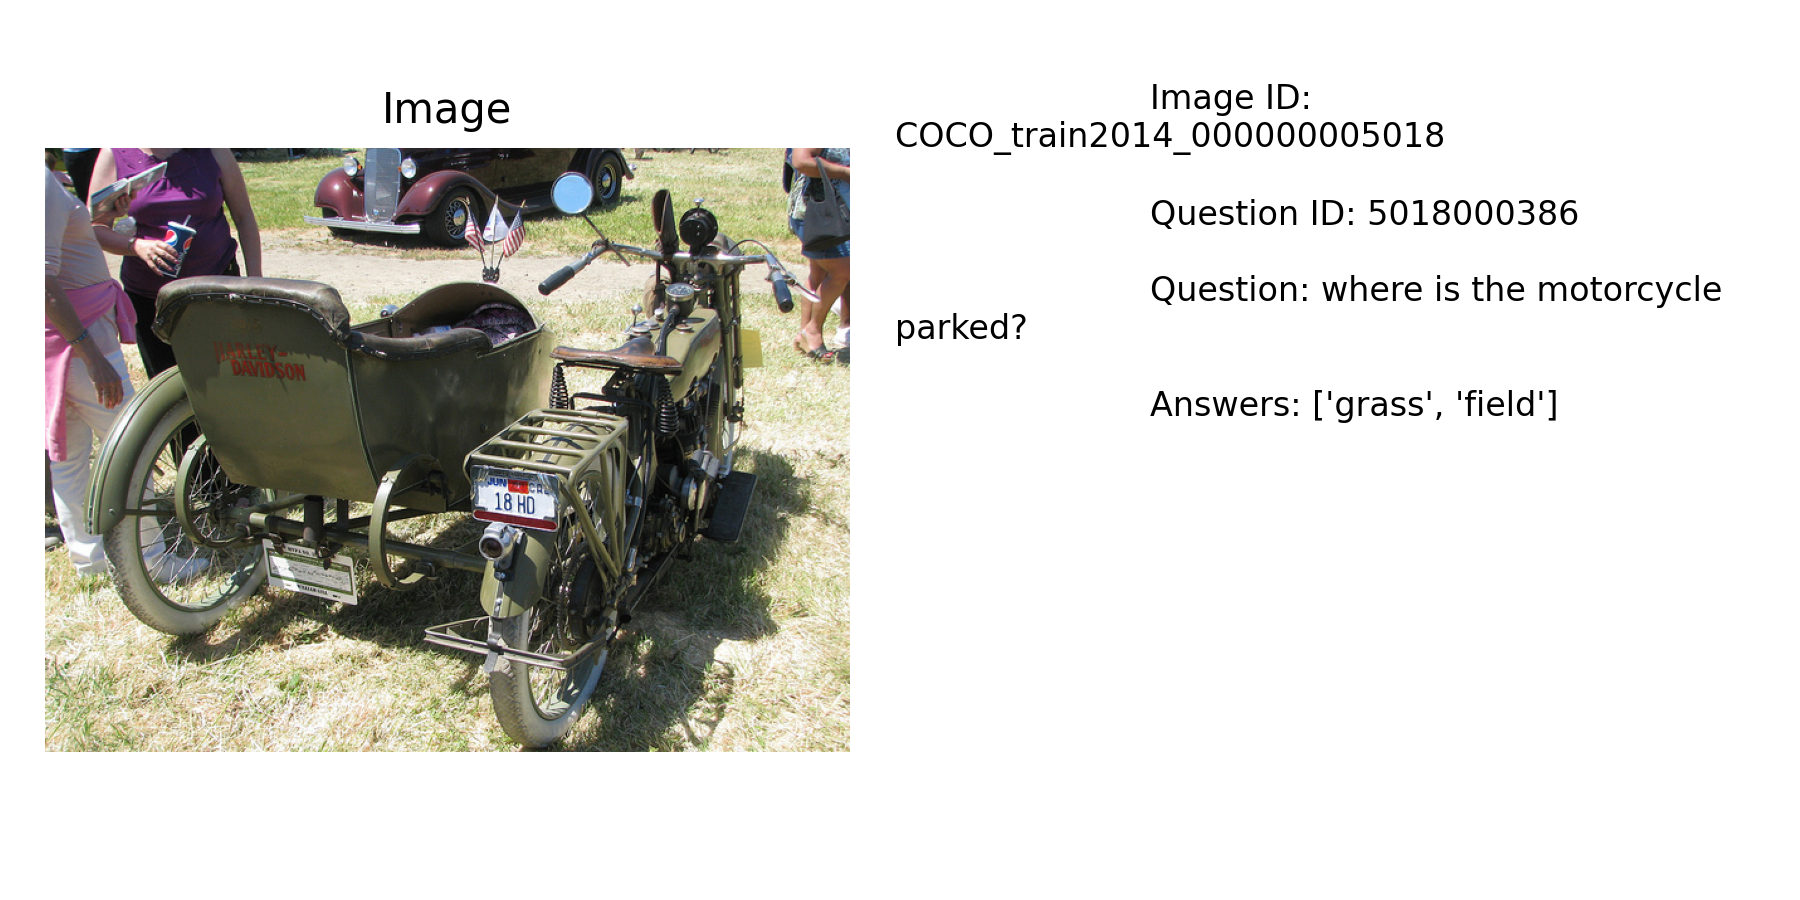 Image
Image ID:
COCO_train2014_000000005018
Question ID: 5018000386
Question: where is the motorcycle
parked?
Answers: ['grass', 'field']
HARLEY-
DAVIDSON
JUN
18 HD